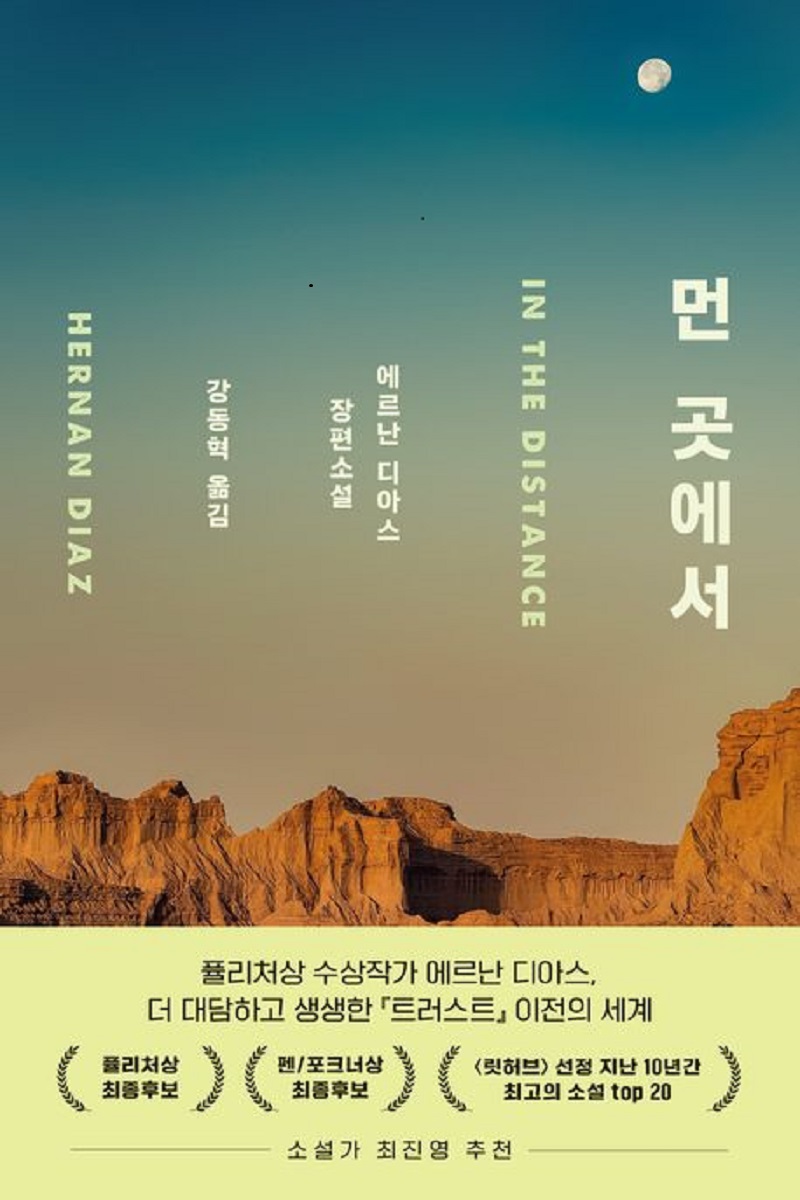 먼 곳에서
IN THE DISTANCE
에르난 디아스
장편소설
강동혁 옮김
HERNAN DIAZ
퓰리처상 수상작가 에르난 디아스,
더 대담하고 생생한 『트러스트』 이전의 세계
퓰리처상
최종후보
펜/포크너상
최종후보
〈릿허브〉 선정 지난 10년간
최고의 소설 top 20
소설가 최진영 추천